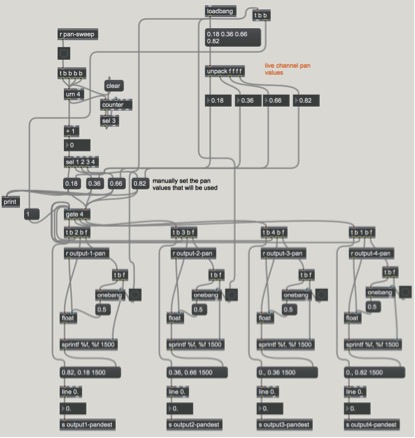 loadbang
t b b
r pan-sweep
0.18 0.36 0.66
0.82
live channel pan
values
t b b b b
unpack f f f f
clear
urn 4
counter
0.18 0.36 0.66 0.82
sel 3
+ 1
0
sel 1 2 3 4
0.18 0.36 0.66 0.82
manually set the pan
values that will be used
print
1
gate 4
t b 2 b f
t b 3 b f
t b 4 b f
t b 1 b f
r output-1-pan
r output-2-pan
r output-3-pan
r output-4-pan
t b f
t b f
t b f
t b f
onebang
onebang
onebang
onebang
0.5
0.5
0.5
0.5
float
float
float
float
sprintf %f, %f 1500
sprintf %f, %f 1500
sprintf %f, %f 1500
sprintf %f, %f 1500
0.82, 0.18 1500
0.36, 0.66 1500
0., 0.36 1500
0., 0.82 1500
line 0.
line 0.
line 0.
line 0.
0.
0.
0.
0.
s output1-pandest
s output2-pandest
s output3-pandest
s output4-pandest